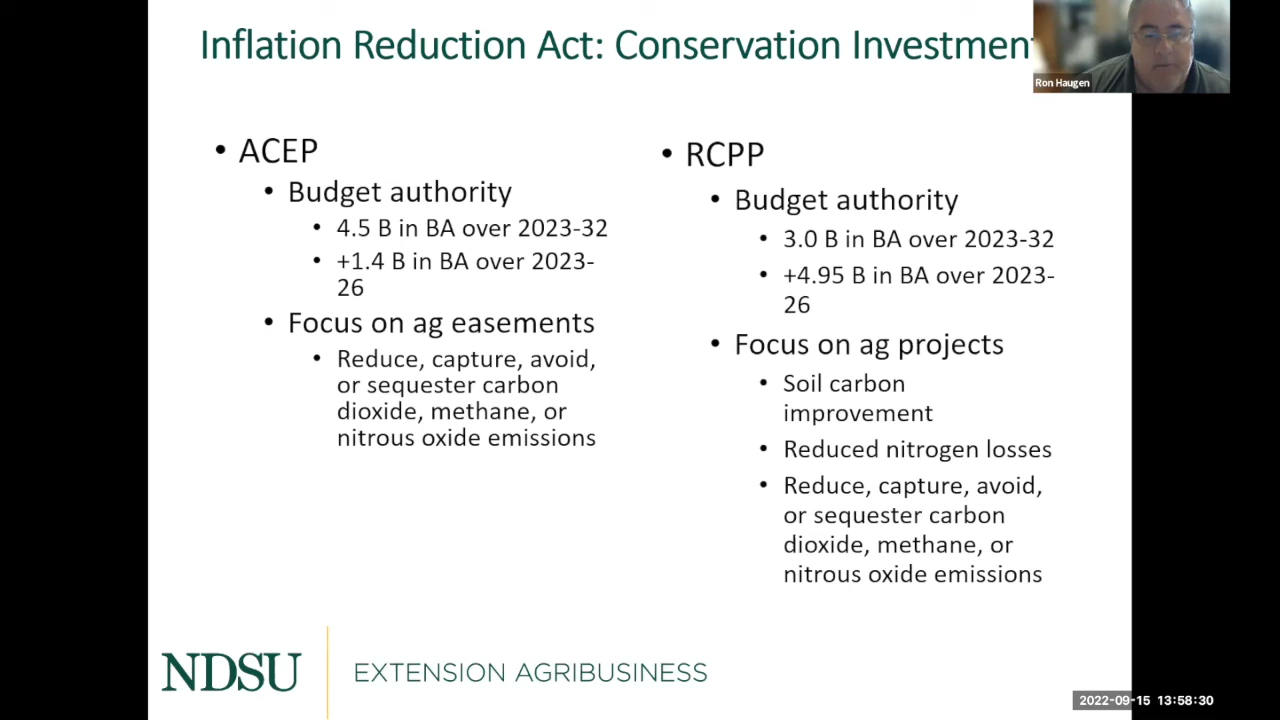 Inflation Reduction Act: Conservation Investment
Ron Haugen
• ACEP
• Budget authority
• 4.5 B in BA over 2023-32
• +1.4 B in BA over 2023-
26
• Focus on ag easements
• Reduce, capture, avoid,
or sequester carbon
dioxide, methane, or
nitrous oxide emissions
• RCPP
• Budget authority
• 3.0 B in BA over 2023-32
• +4.95 B in BA over 2023-
26
• Focus on ag projects
• Soil carbon
improvement
• Reduced nitrogen losses
• Reduce, capture, avoid,
or sequester carbon
dioxide, methane, or
nitrous oxide emissions
NDSU
EXTENSION AGRIBUSINESS
2022-09-15 13:58:30